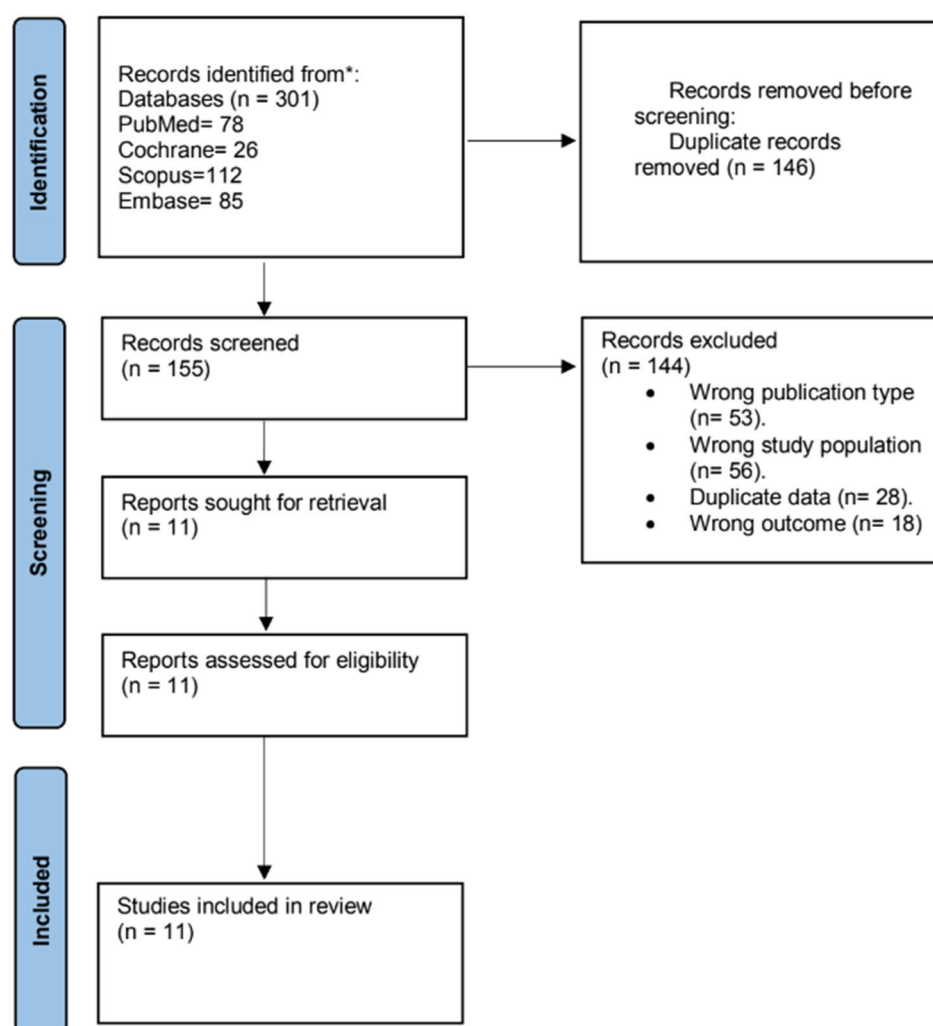 Identification
Records identified from*:
Databases (n = 301)
PubMed= 78
Cochrane= 26
Scopus=112
Embase= 85
Records removed before
screening:
Duplicate records
removed (n = 146)
Screening
Records screened
(n = 155)
Records excluded
(n = 144)
• Wrong publication type
(n= 53).
• Wrong study population
(n= 56).
• Duplicate data (n= 28).
• Wrong outcome (n= 18)
Reports sought for retrieval
(n = 11)
Reports assessed for eligibility
(n = 11)
Included
Studies included in review
(n = 11)